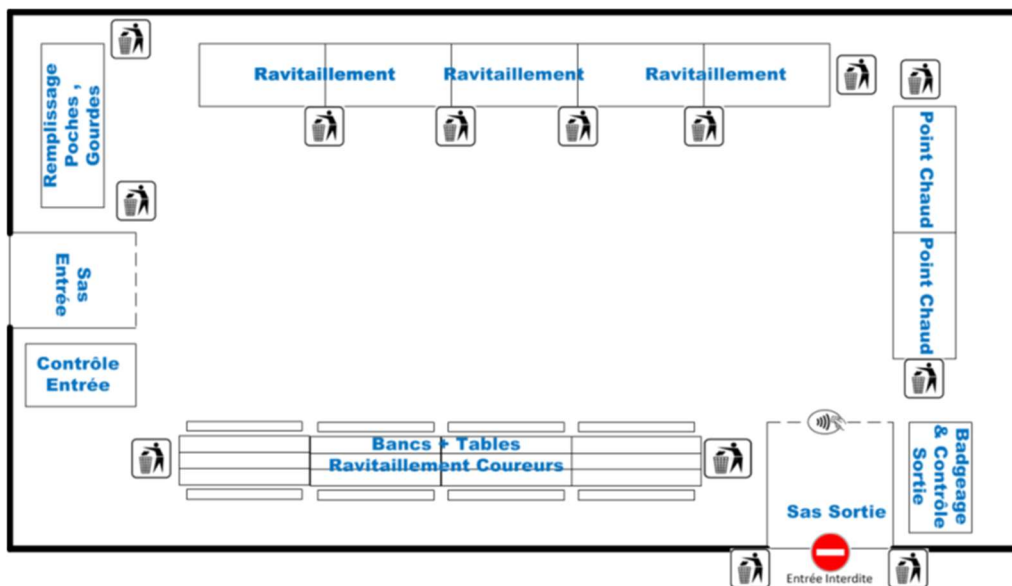 Remplissage
Poches ,
Gourdes
Ravitaillement
Ravitaillement
Ravitaillement
Point Chaud
Point Chaud
Sas
Entrée
Contrôle
Entrée
Bancs + Tables
Ravitaillement Coureurs
Badgeage
& Contrôle
Sortie
Sas Sortie
Entrée Interdite